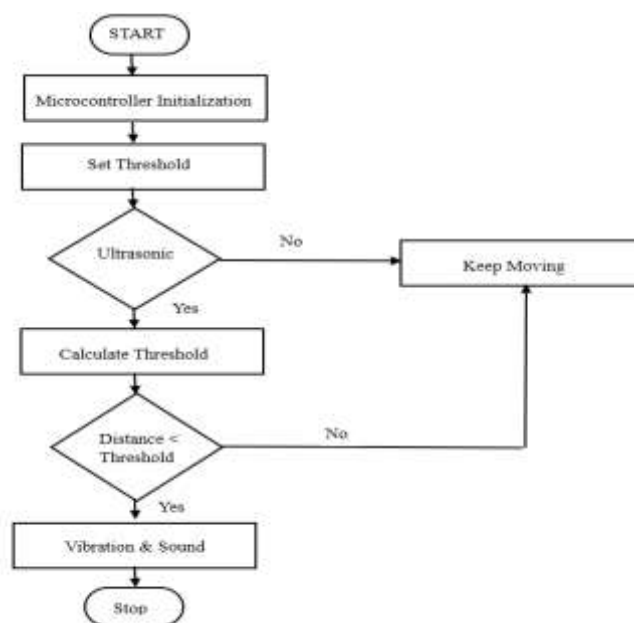 START
Microcontroller Initialization
Set Threshold
Ultrasonic
No
Keep Moving
Yes
Calculate Threshold
Distance <
Threshold
No
Yes
Vibration & Sound
Stop